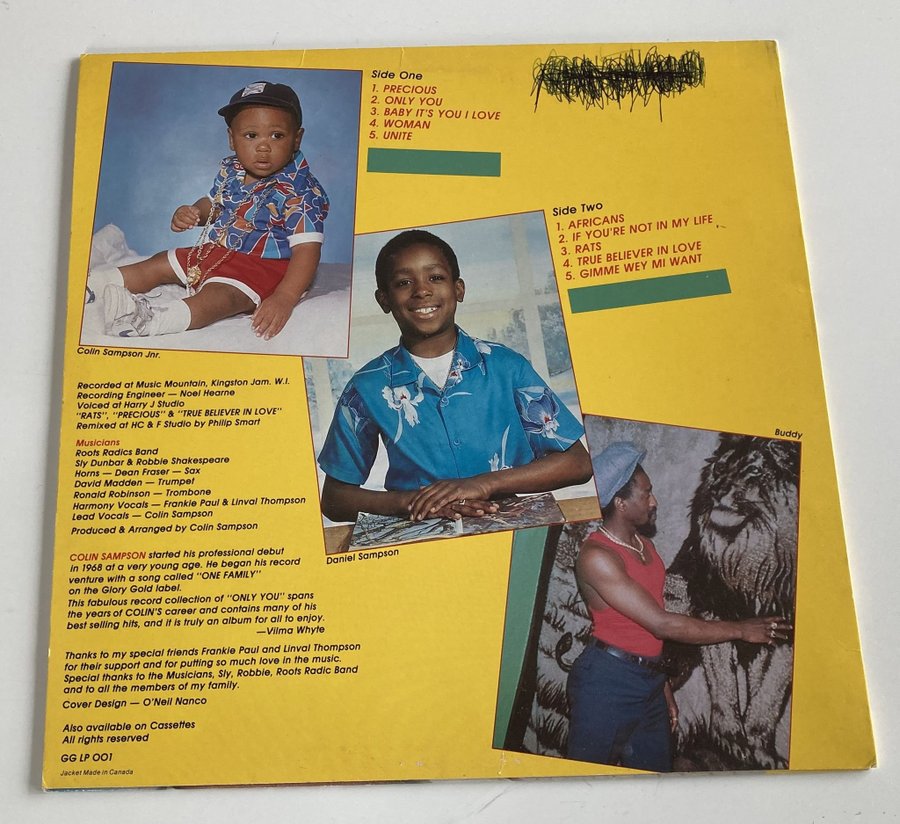 Side One
1. PRECIOUS
2. ONLY YOU
3. BABY IT'S YOU I LOVE
4. WOMAN
5. UNITE
Side Two
1. AFRICANS
2. IF YOU'RE NOT IN MY LIFE
3. RATS
4. TRUE BELIEVER IN LOVE
5. GIMME WEY MI WANT
Colin Sampson Jnr.
Recorded at Music Mountain, Kingston Jam. W.I.
Recording Engineer — Noel Hearne
Voiced at Harry J Studio
"RATS", "PRECIOUS" & "TRUE BELIEVER IN LOVE"
Remixed at HC & F Studio by Philip Smart
Musicians
Roots Radics Band
Sly Dunbar & Robbie Shakespeare
Horns — Dean Fraser — Sax
David Madden — Trumpet
Ronald Robinson — Trombone
Harmony Vocals — Frankie Paul & Linval Thompson
Lead Vocals — Colin Sampson
Produced & Arranged by Colin Sampson
Buddy
Daniel Sampson
COLIN SAMPSON started his professional debut
in 1968 at a very young age. He began his record
venture with a song called "ONE FAMILY"
on the Glory Gold label.
This fabulous record collection of "ONLY YOU" spans
the years of COLIN'S career and contains many of his
best selling hits, and it is truly an album for all to enjoy.
—Vilma Whyte
Thanks to my special friends Frankie Paul and Linval Thompson
for their support and for putting so much love in the music.
Special thanks to the Musicians, Sly, Robbie, Roots Radic Band
and to all the members of my family.
Cover Design — O'Neil Nanco
Also available on Cassettes
All rights reserved
GG LP 001
Jacket Made in Canada